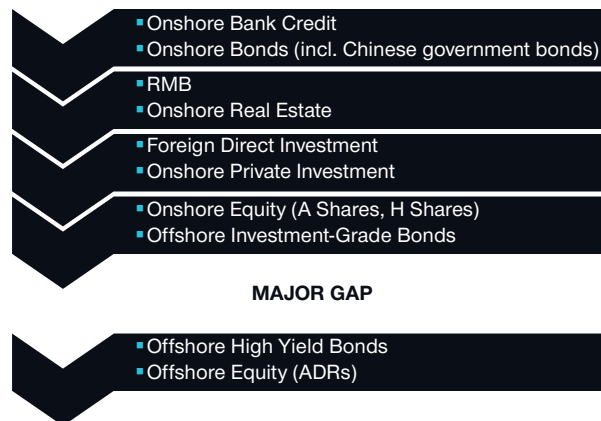 ▪ Onshore Bank Credit
▪ Onshore Bonds (incl. Chinese government bonds)
▪ RMB
▪ Onshore Real Estate
▪ Foreign Direct Investment
▪ Onshore Private Investment
▪ Onshore Equity (A Shares, H Shares)
▪ Offshore Investment-Grade Bonds
MAJOR GAP
▪ Offshore High Yield Bonds
▪ Offshore Equity (ADRs)